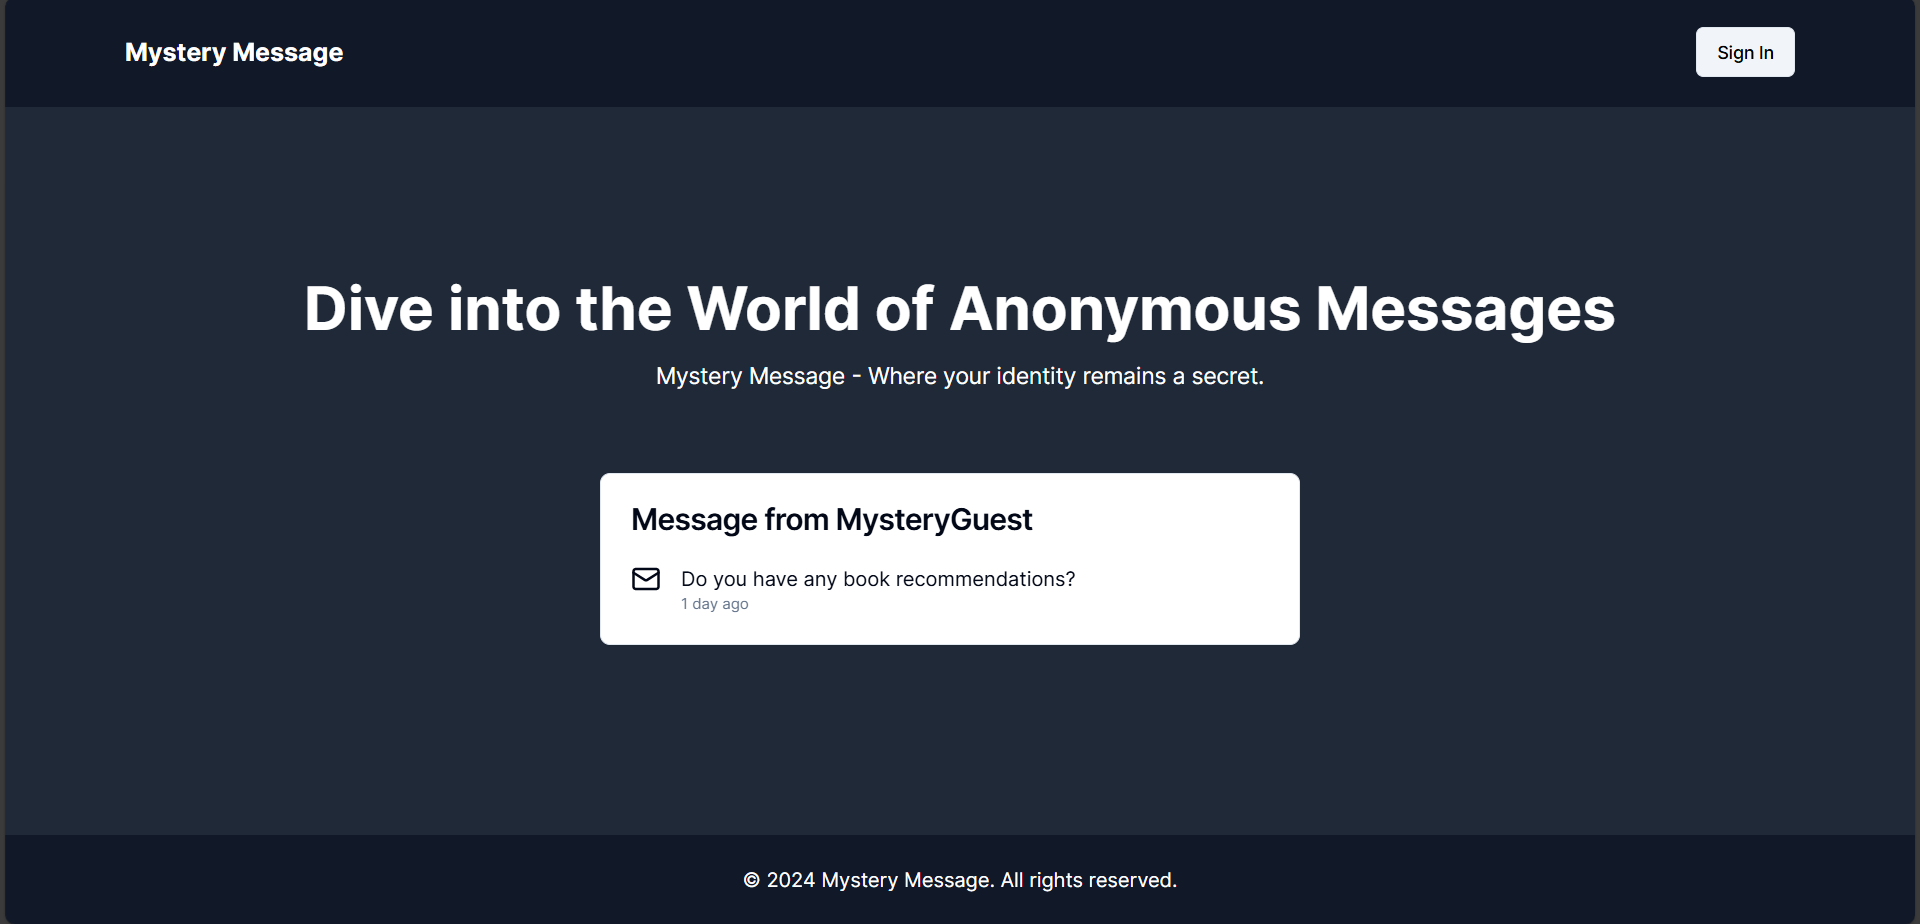 Mystery Message
Sign In
Dive into the World of Anonymous Messages
Mystery Message - Where your identity remains a secret.
Message from MysteryGuest
Do you have any book recommendations?
1 day ago
© 2024 Mystery Message. All rights reserved.